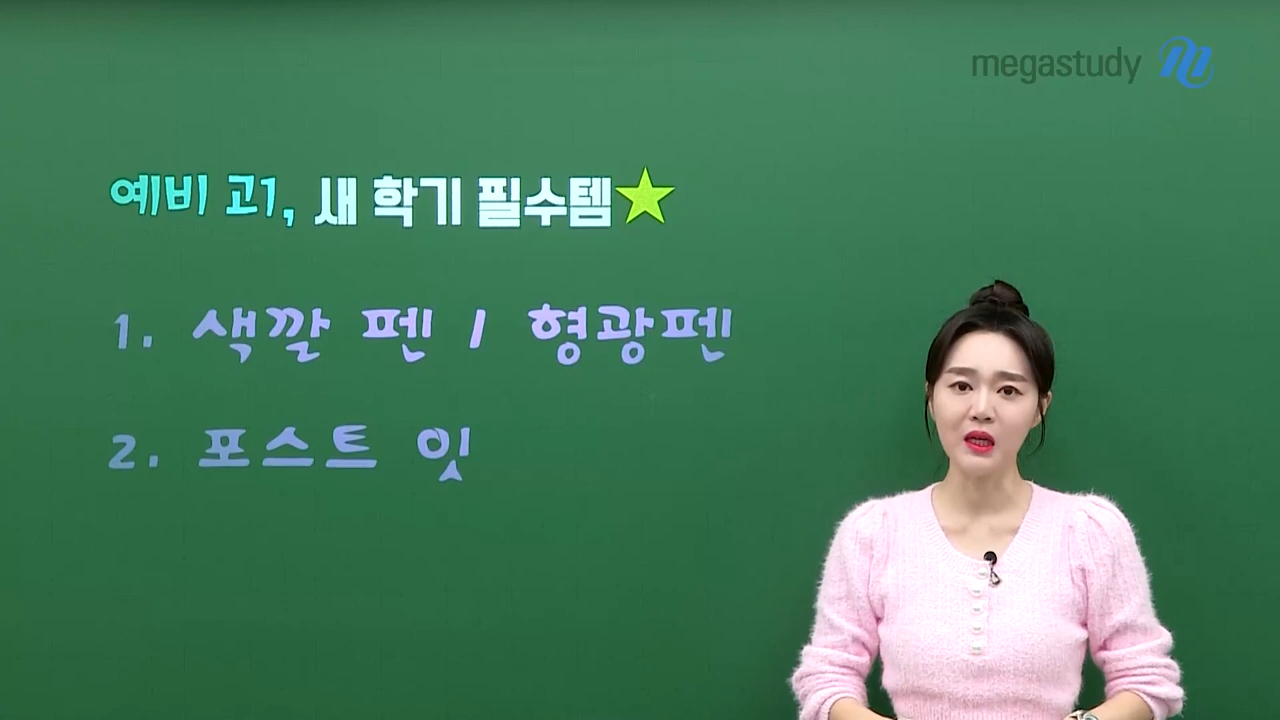 megastudy
예비 고1, 새 학기 필수템
1. 색깔 펜 / 형광펜
2. 포스트 잇